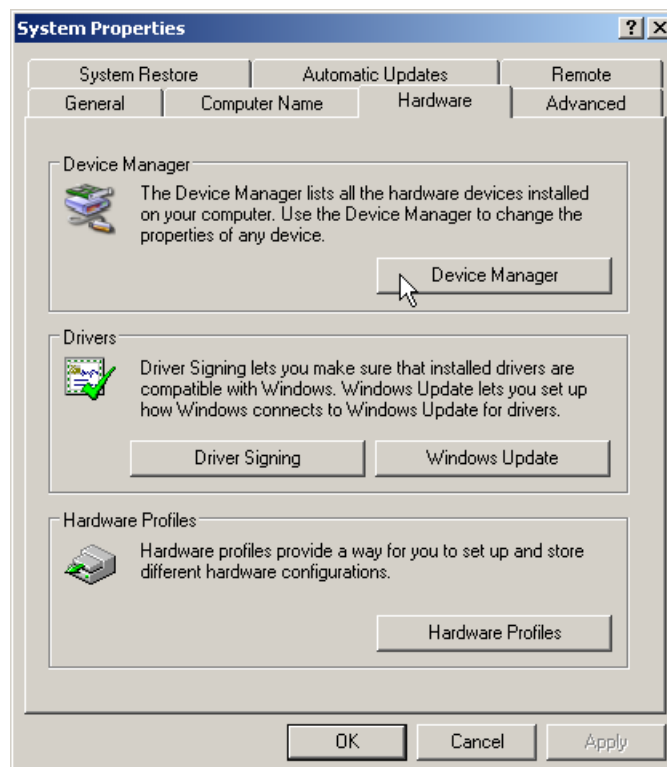 System Properties
System Restore Automatic Updates Remote
General Computer Name Hardware Advanced
Device Manager
The Device Manager lists all the hardware devices installed
on your computer. Use the Device Manager to change the
properties of any device.
Device Manager
Drivers
Driver Signing lets you make sure that installed drivers are
compatible with Windows. Windows Update lets you set up
how Windows connects to Windows Update for drivers.
Driver Signing Windows Update
Hardware Profiles
Hardware profiles provide a way for you to set up and store
different hardware configurations.
Hardware Profiles
OK Cancel Apply